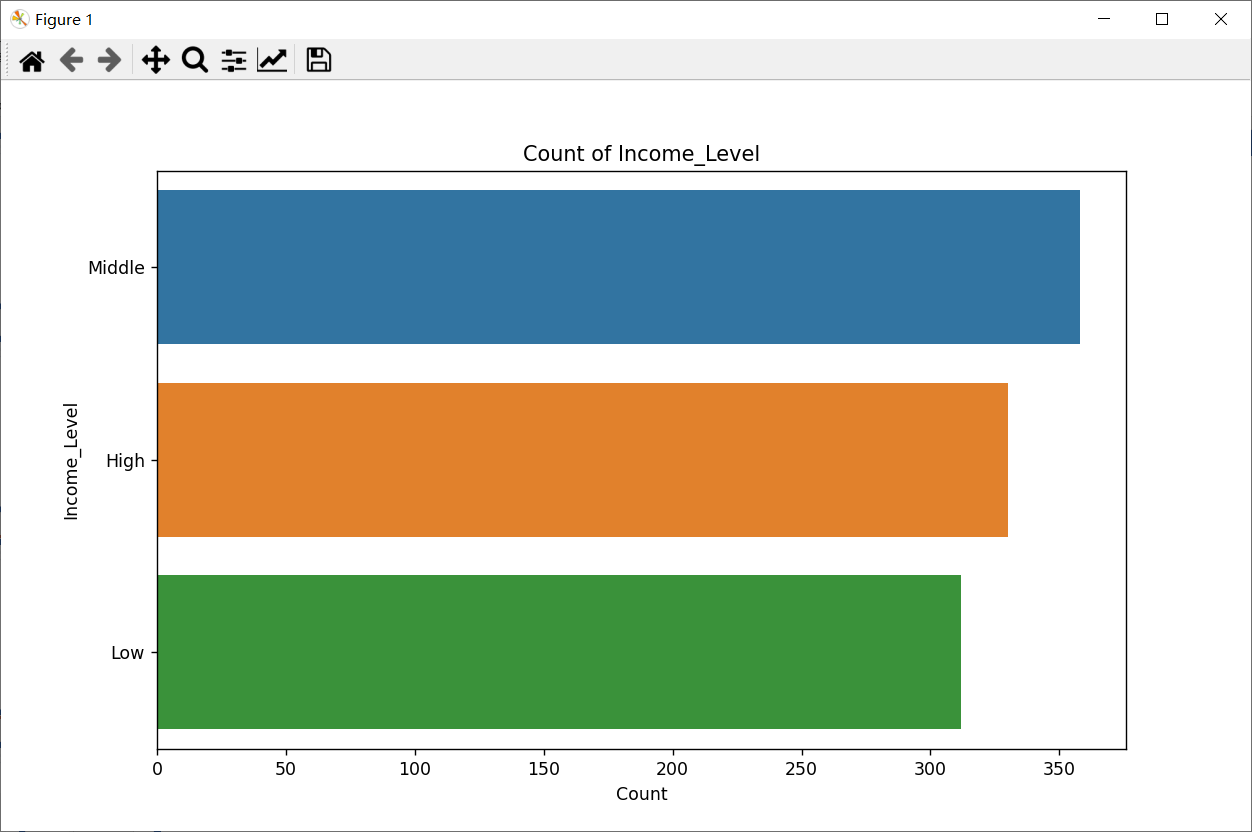 Figure 1
Count of Income_Level
Middle
High
Low
Income_Level
0 50 100 150 200 250 300 350
Count